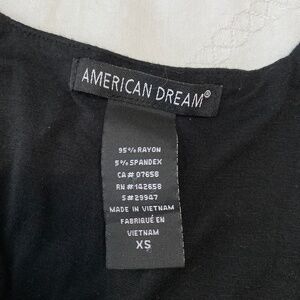 AMERICAN DREAM®
95% RAYON
5% SPANDEX
CA# 07658
RN# 142658
S#29947
MADE IN VIETNAM
FABRIQUÉ EN
VIETNAM
XS